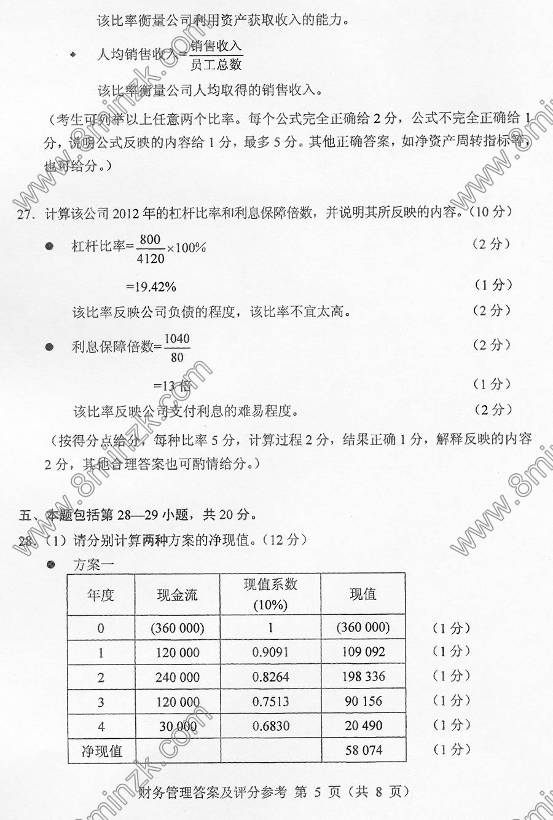 该比率衡量公司利用资产获取收入的能力。
人均销售收入=销售收入/员工总数
该比率衡量公司人均取得的销售收入。
(考生可列举以上任意两个比率。每个公式完全正确给 2 分，公式不完全正确给 1
分，说明公式反映的内容给 1 分，最多 5 分。其他正确答案，如净资产周转指标等，
也可给分。)
27. 计算该公司 2012 年的杠杆比率和利息保障倍数，并说明其所反映的内容。(10 分)
● 杠杆比率=800/4120×100% (2 分)
=19.42% (1 分)
该比率反映公司负债的程度，该比率不宜太高。 (2 分)
● 利息保障倍数=1040/80 (2 分)
=13 倍 (1 分)
该比率反映公司支付利息的难易程度。 (2 分)
(按得分点给分，每种比率 5 分，计算过程 2 分，结果正确 1 分，解释反映的内容
2 分，其他合理答案也可酌情给分。)
五、本题包括第 28—29 小题，共 20 分。
28. (1) 请分别计算两种方案的净现值。(12 分)
● 方案一
年度 现金流 现值系数 (10%) 现值
0 (360 000) 1 (360 000) (1 分)
1 120 000 0.9091 109 092 (1 分)
2 240 000 0.8264 198 336 (1 分)
3 120 000 0.7513 90 156 (1 分)
4 30 000 0.6830 20 490 (1 分)
净现值 58 074 (1 分)
财务管理答案及评分参考 第 5 页 (共 8 页)
www.8minzk.com
www.8minzk.com
www.8minzk.com
www.8minzk.com